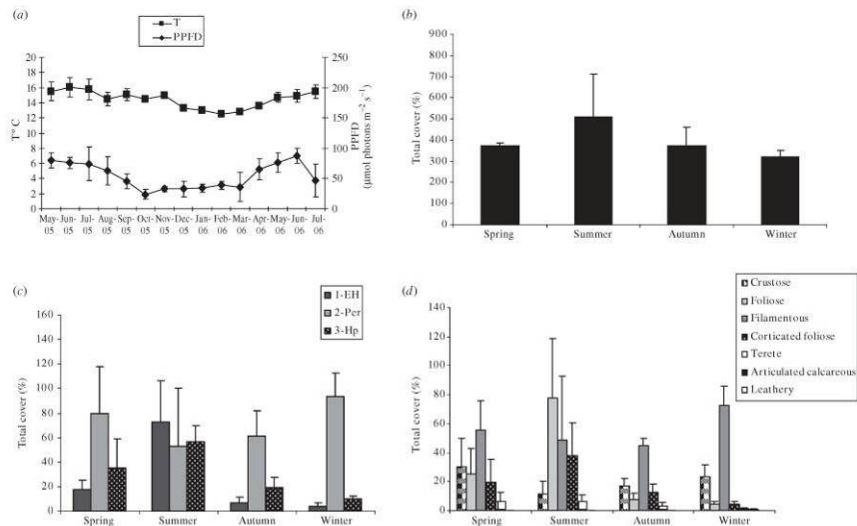 (a)
T
PPFD
20
18
16
14
12
10
8
6
4
2
0
T° C
250
200
150
100
50
0
PPFD
(μmol photons m−2 s−1)
May- Jun- Jul- Aug- Sep- Oct- Nov- Dec- Jan- Feb- Mar- Apr- May- Jun- Jul-
05 05 05 05 05 05 05 05 06 06 06 06 06 06 06
(b)
900
800
700
600
500
400
300
200
100
0
Total cover (%)
Spring Summer Autumn Winter
(c)
1-EH
2-Per
3-Hp
160
140
120
100
80
60
40
20
0
Total cover (%)
Spring Summer Autumn Winter
(d)
Crustose
Foliose
Filamentous
Corticated foliose
Terete
Articulated calcareous
Leathery
140
120
100
80
60
40
20
0
Total cover (%)
Spring Summer Autumn Winter